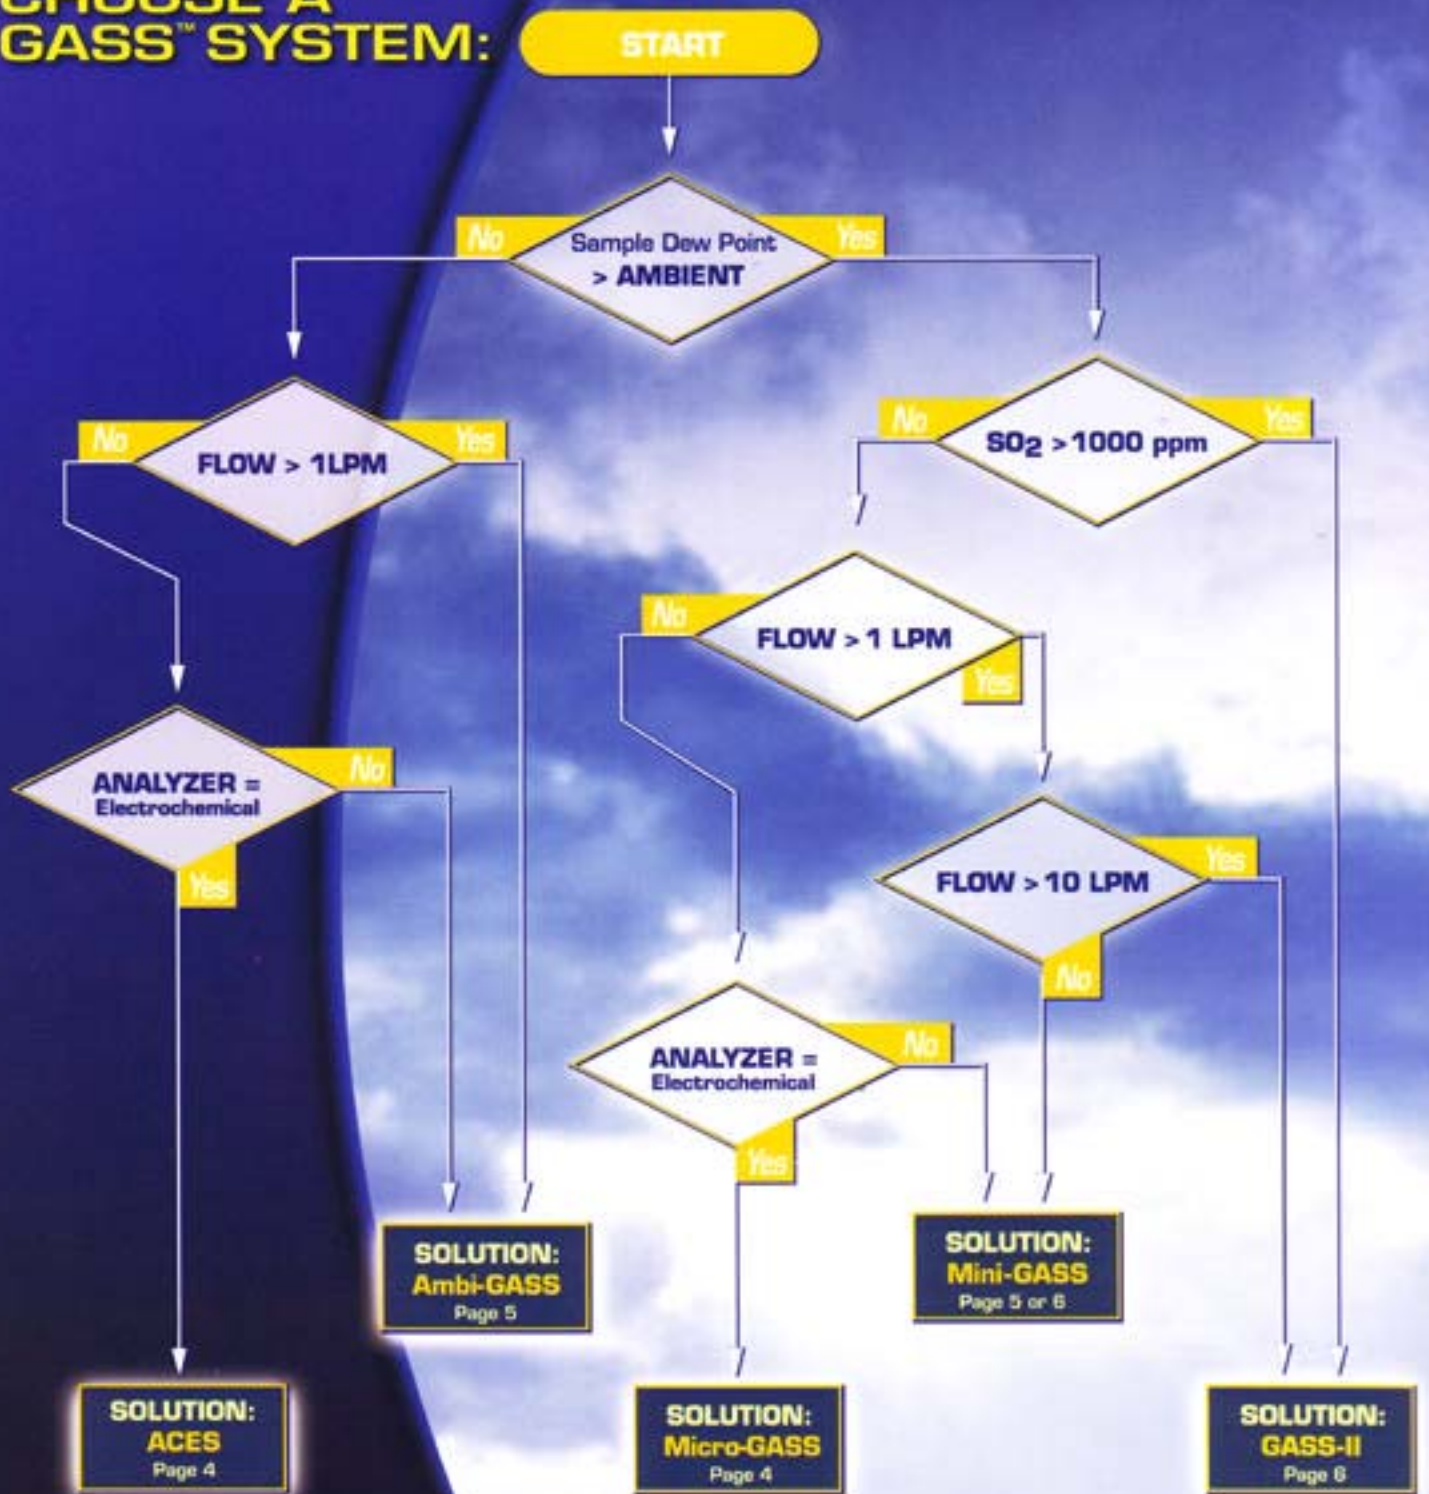 CHOOSE A
GASS™ SYSTEM:
START
No
Sample Dew Point
> AMBIENT
Yes
No
FLOW > 1LPM
Yes
No
SO₂ > 1000 ppm
Yes
No
FLOW > 1 LPM
Yes
ANALYZER =
Electrochemical
No
Yes
FLOW > 10 LPM
Yes
No
ANALYZER =
Electrochemical
No
Yes
SOLUTION:
Ambi-GASS
Page 5
SOLUTION:
Mini-GASS
Page 5 or 6
SOLUTION:
ACES
Page 4
SOLUTION:
Micro-GASS
Page 4
SOLUTION:
GASS-II
Page 6